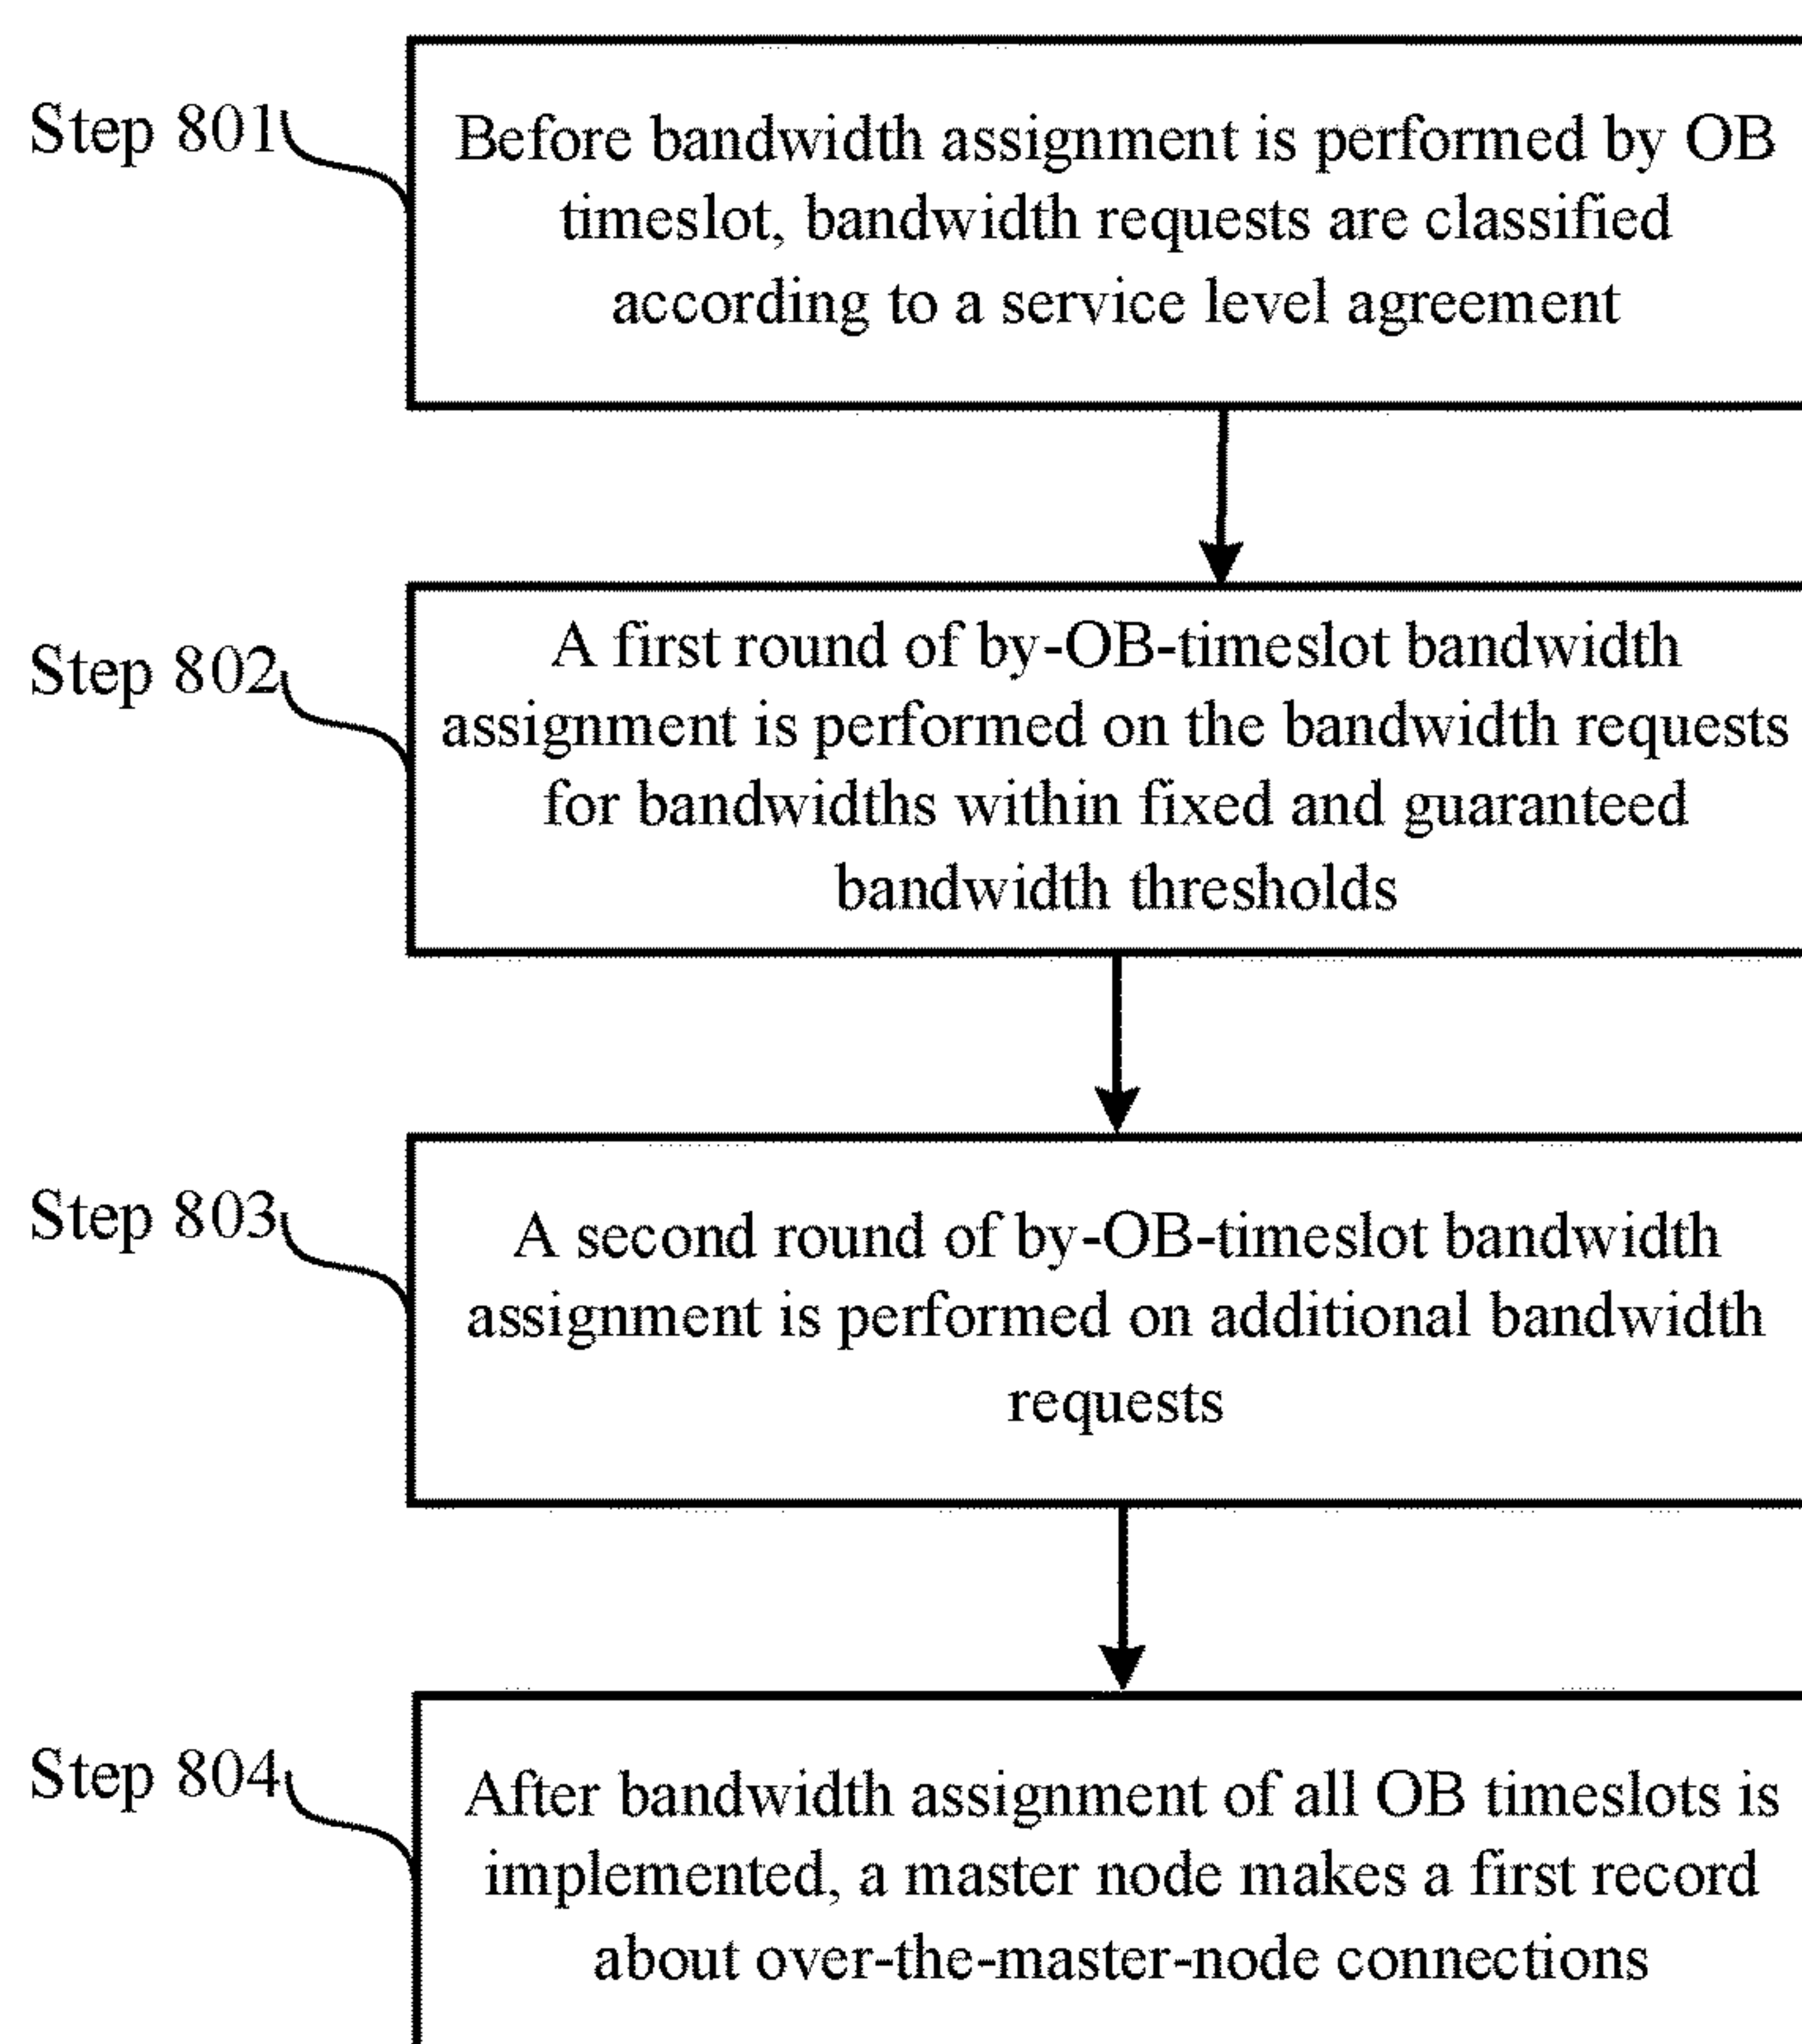 Step 801
Before bandwidth assignment is performed by OB
timeslot, bandwidth requests are classified
according to a service level agreement
Step 802
A first round of by-OB-timeslot bandwidth
assignment is performed on the bandwidth requests
for bandwidths within fixed and guaranteed
bandwidth thresholds
Step 803
A second round of by-OB-timeslot bandwidth
assignment is performed on additional bandwidth
requests
Step 804
After bandwidth assignment of all OB timeslots is
implemented, a master node makes a first record
about over-the-master-node connections